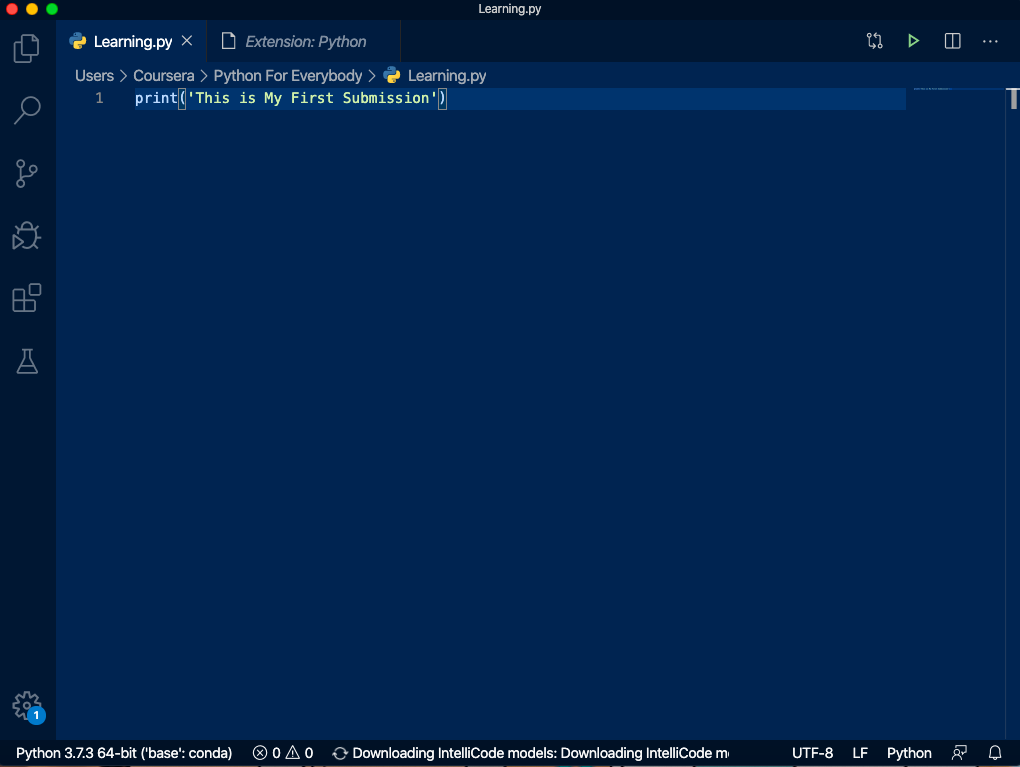 Learning.py
Learning.py
Extension: Python
Users > Coursera > Python For Everybody > Learning.py
1 print('This is My First Submission')
1
Python 3.7.3 64-bit ('base': conda) 0 0 Downloading IntelliCode models: Downloading IntelliCode m UTF-8 LF Python